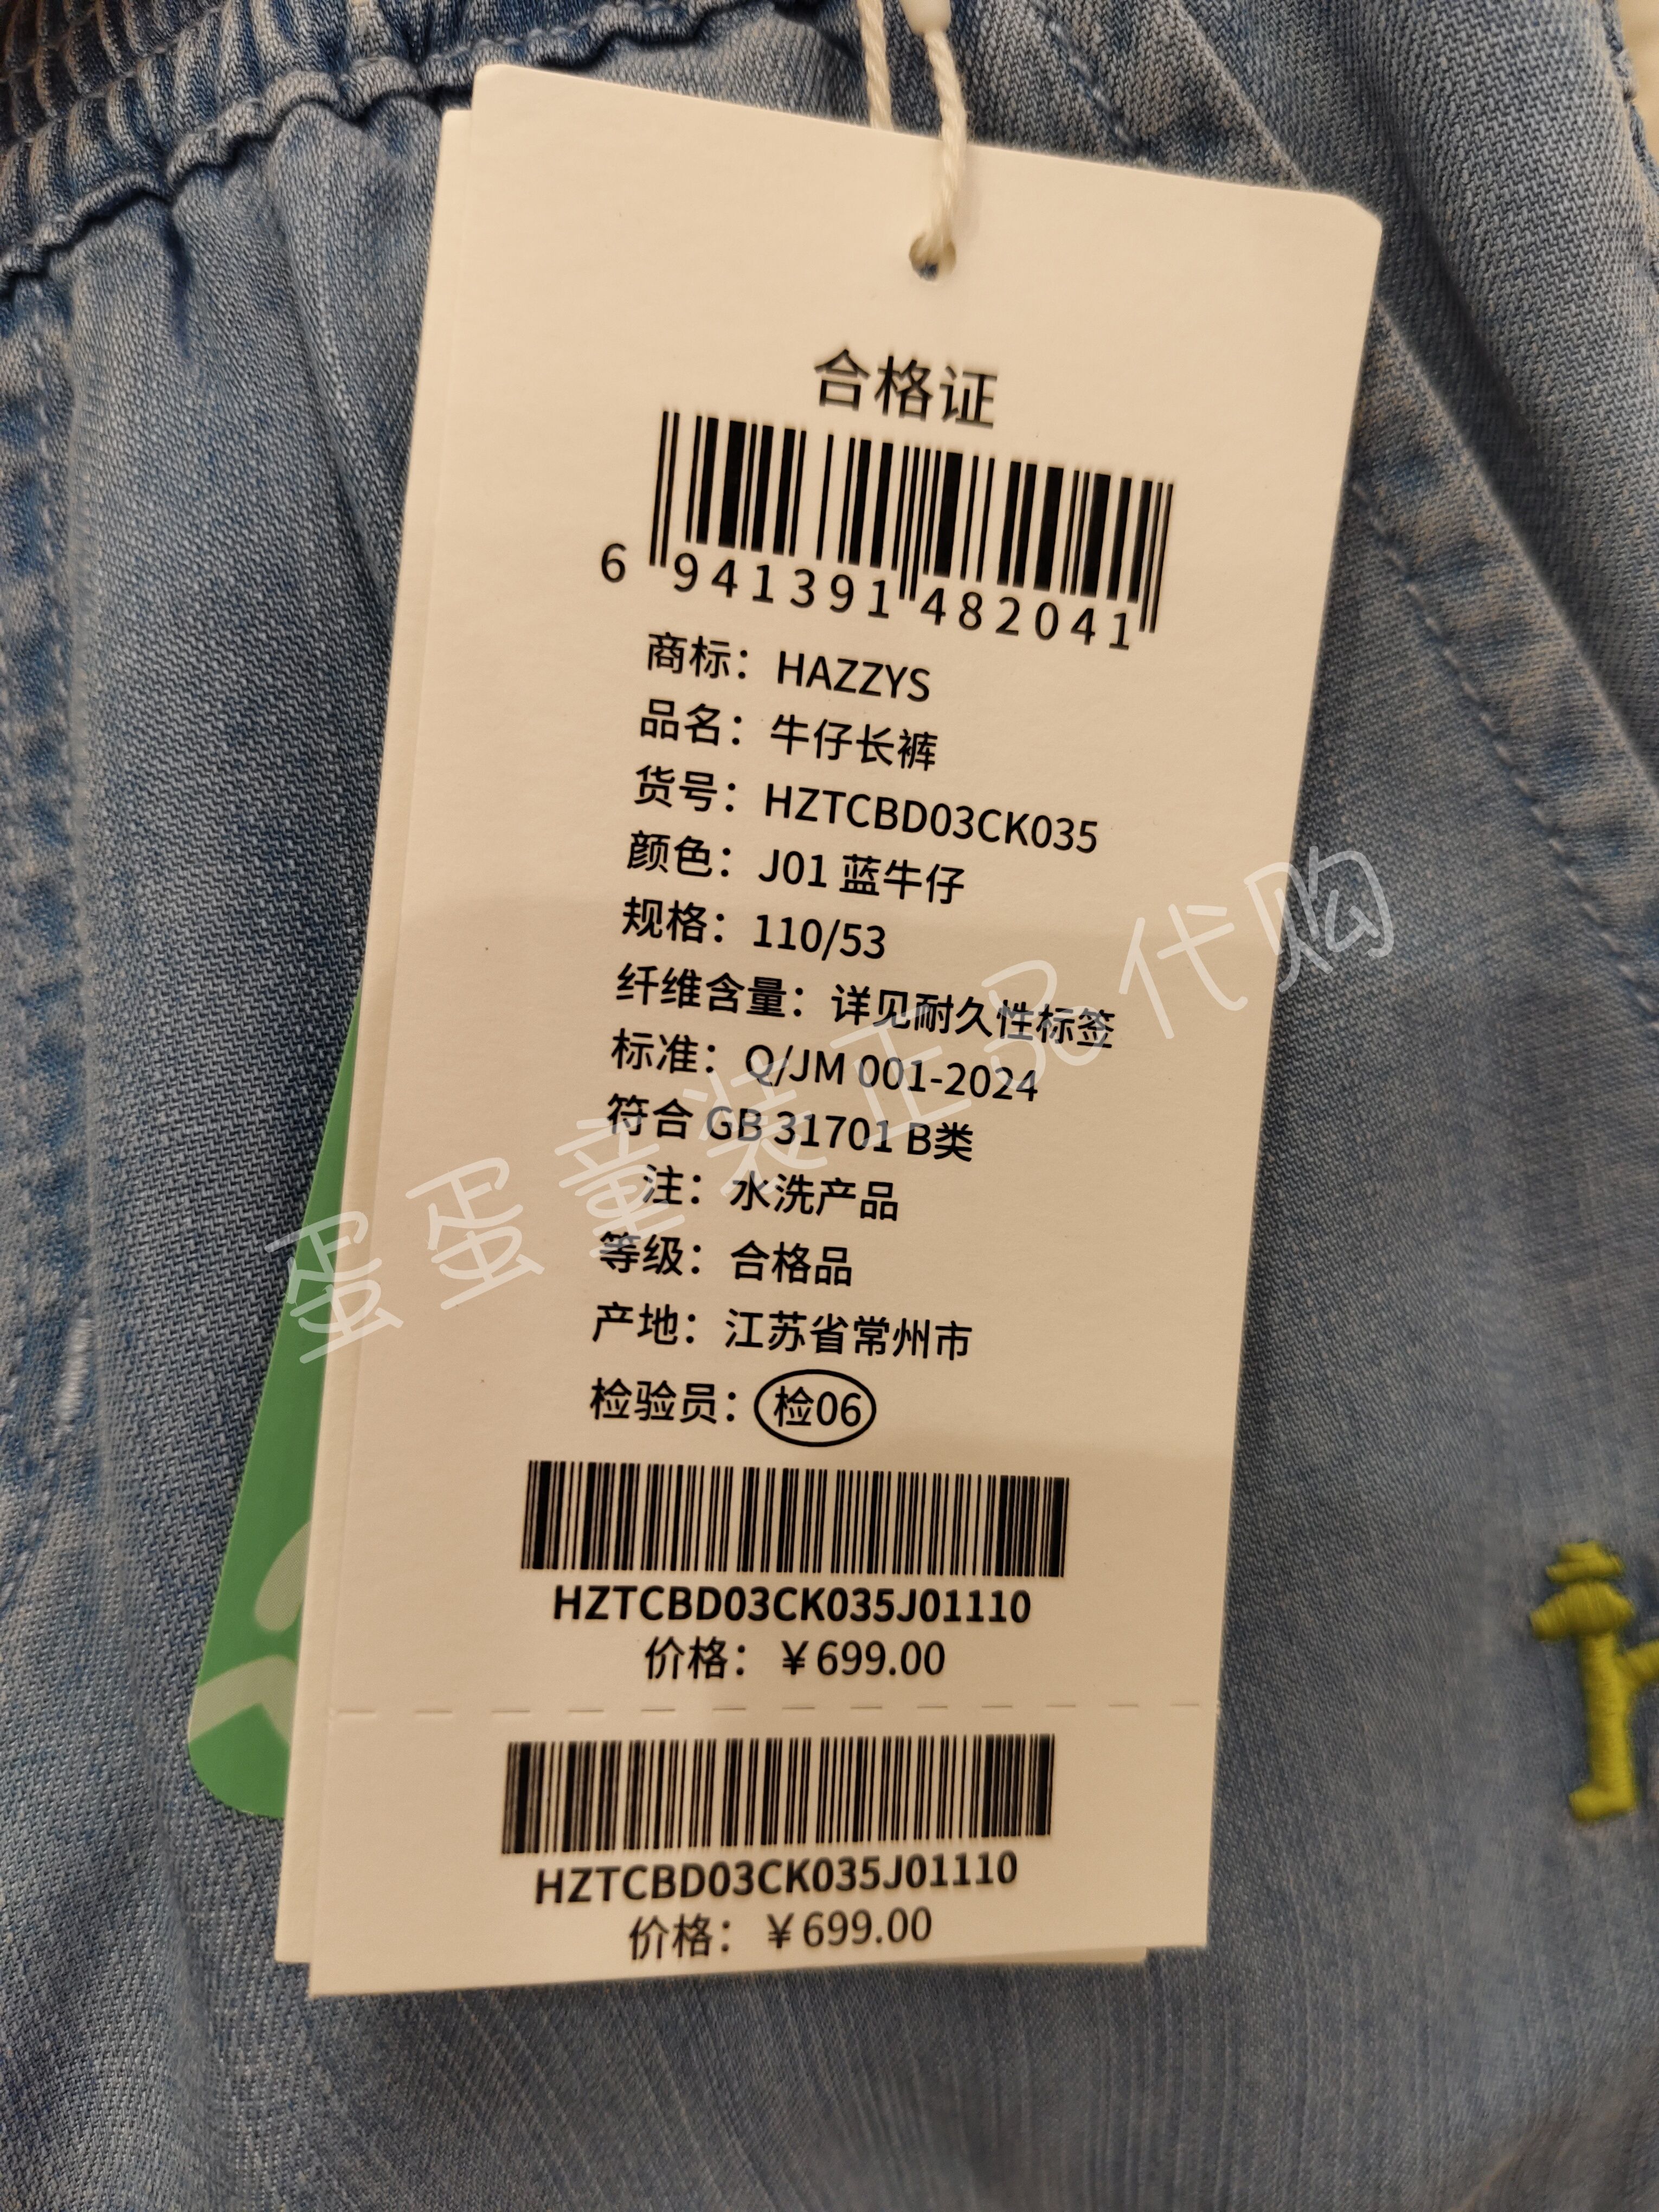 合格证
6 941391 482041
商标：HAZZYS
品名：牛仔长裤
货号：HZTCBD03CK035
颜色：J01 蓝牛仔
规格：110/53
纤维含量：详见耐久性标签
标准：Q/JM 001-2024
符合 GB 31701 B类
注：水洗产品
等级：合格品
产地：江苏省常州市
检验员：检06
HZTCBD03CK035J01110
价格：￥699.00
HZTCBD03CK035J01110
价格：￥699.00
蛋蛋童装正品代购